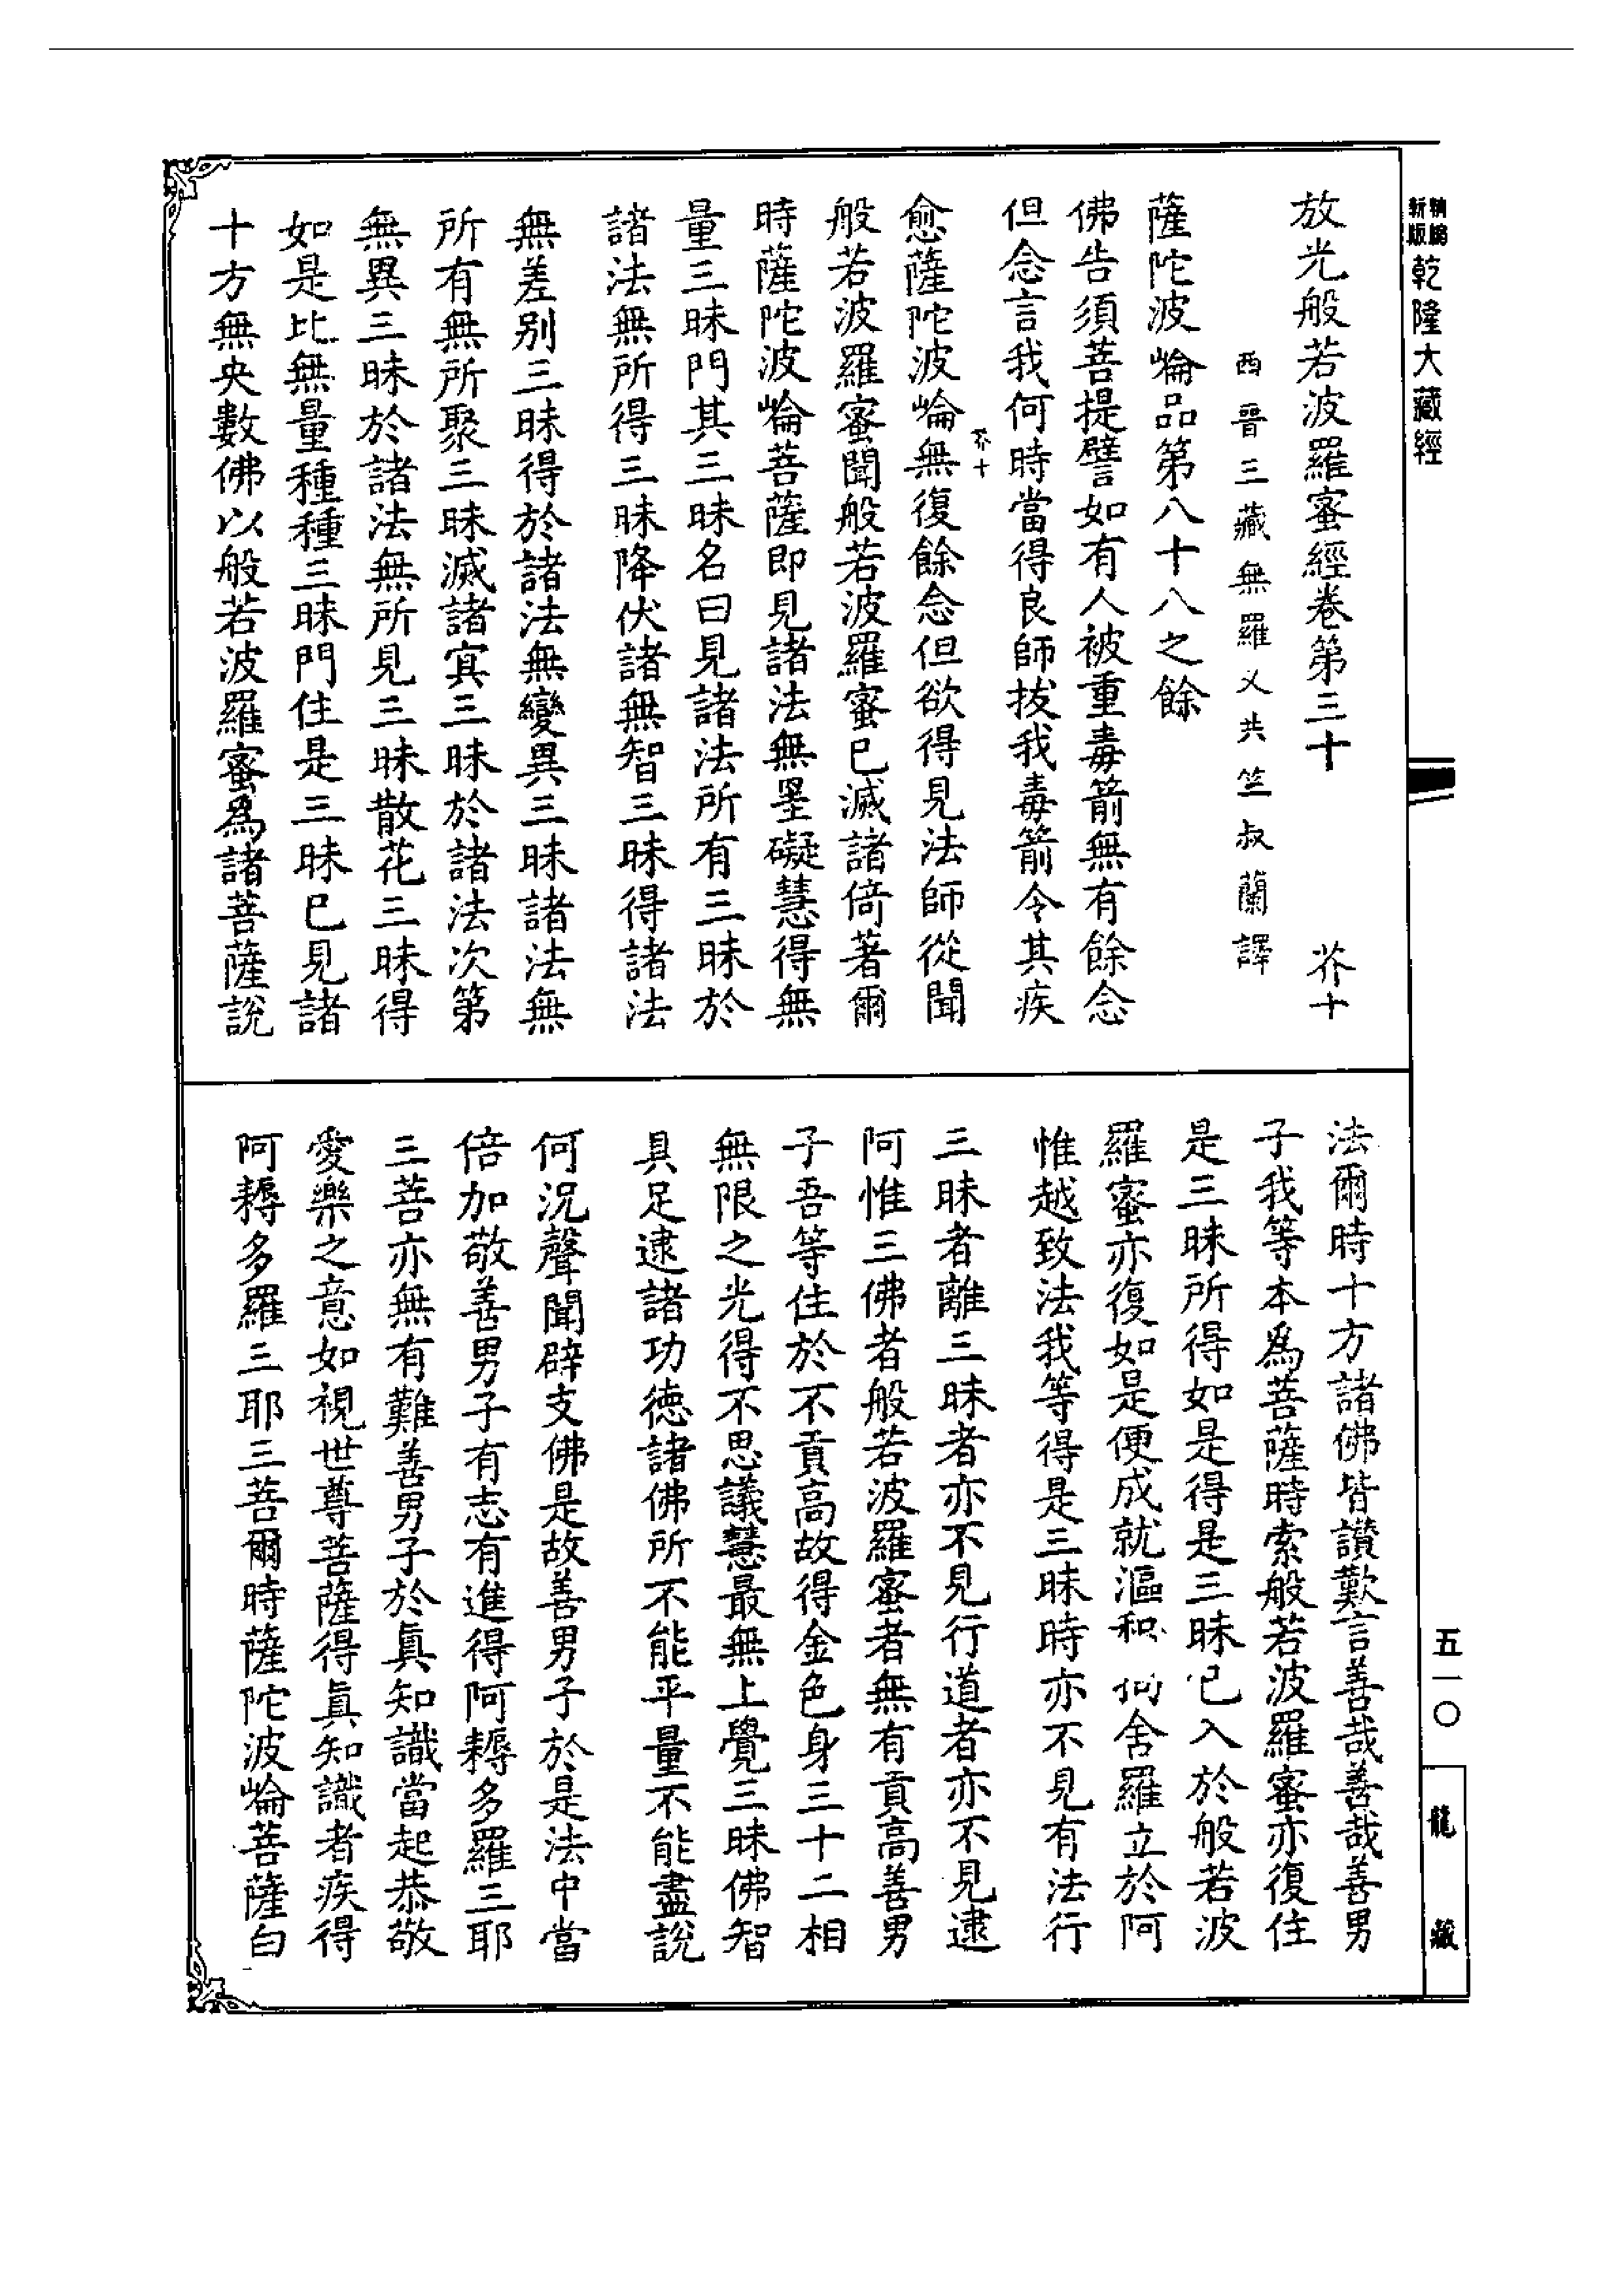 精鵬
新版
乾隆大藏經
放光般若波羅蜜經卷第三十 芥十
西晉三藏無羅叉共竺叔蘭譯
薩陀波崘品第八十八之餘
佛告須菩提譬如有人被重毒箭無有餘念
但念言我何時當得良師拔我毒箭令其疾
芥十
愈薩陀波崘無復餘念但欲得見法師從聞
般若波羅蜜聞般若波羅蜜已滅諸倚著爾
時薩陀波崘菩薩即見諸法無罣礙慧得無
量三昧門其三昧名曰見諸法所有三昧於
諸法無所得三昧降伏諸無智三昧得諸法
無差别三昧得於諸法無變異三昧諸法無
所有無所聚三昧滅諸㝠三昧於諸法次第
無異三昧於諸法無所見三昧散花三昧得
如是比無量種種三昧門住是三昧已見諸
十方無央數佛以般若波羅蜜爲諸菩薩說
法爾時十方諸佛皆讃歎言善哉善哉善男
子我等本爲菩薩時索般若波羅蜜亦復住
是三昧所得如是得是三昧已入於般若波
羅蜜亦復如是便成就漚和拘舍羅立於阿
惟越致法我等得是三昧時亦不見有法行
三昧者離三昧者亦不見行道者亦不見逮
阿惟三佛者般若波羅蜜者無有貢高善男
子吾等住於不貢高故得金色身三十二相
無限之光得不思議慧最無上覺三昧佛智
具足逮諸功徳諸佛所不能平量不能盡說
何況聲聞辟支佛是故善男子於是法中當
倍加敬善男子有志有進得阿耨多羅三耶
三菩亦無有難善男子於眞知識當起恭敬
愛樂之意如視世尊菩薩得眞知識者疾得
阿耨多羅三耶三菩爾時薩陀波崘菩薩白
五一〇
龍藏